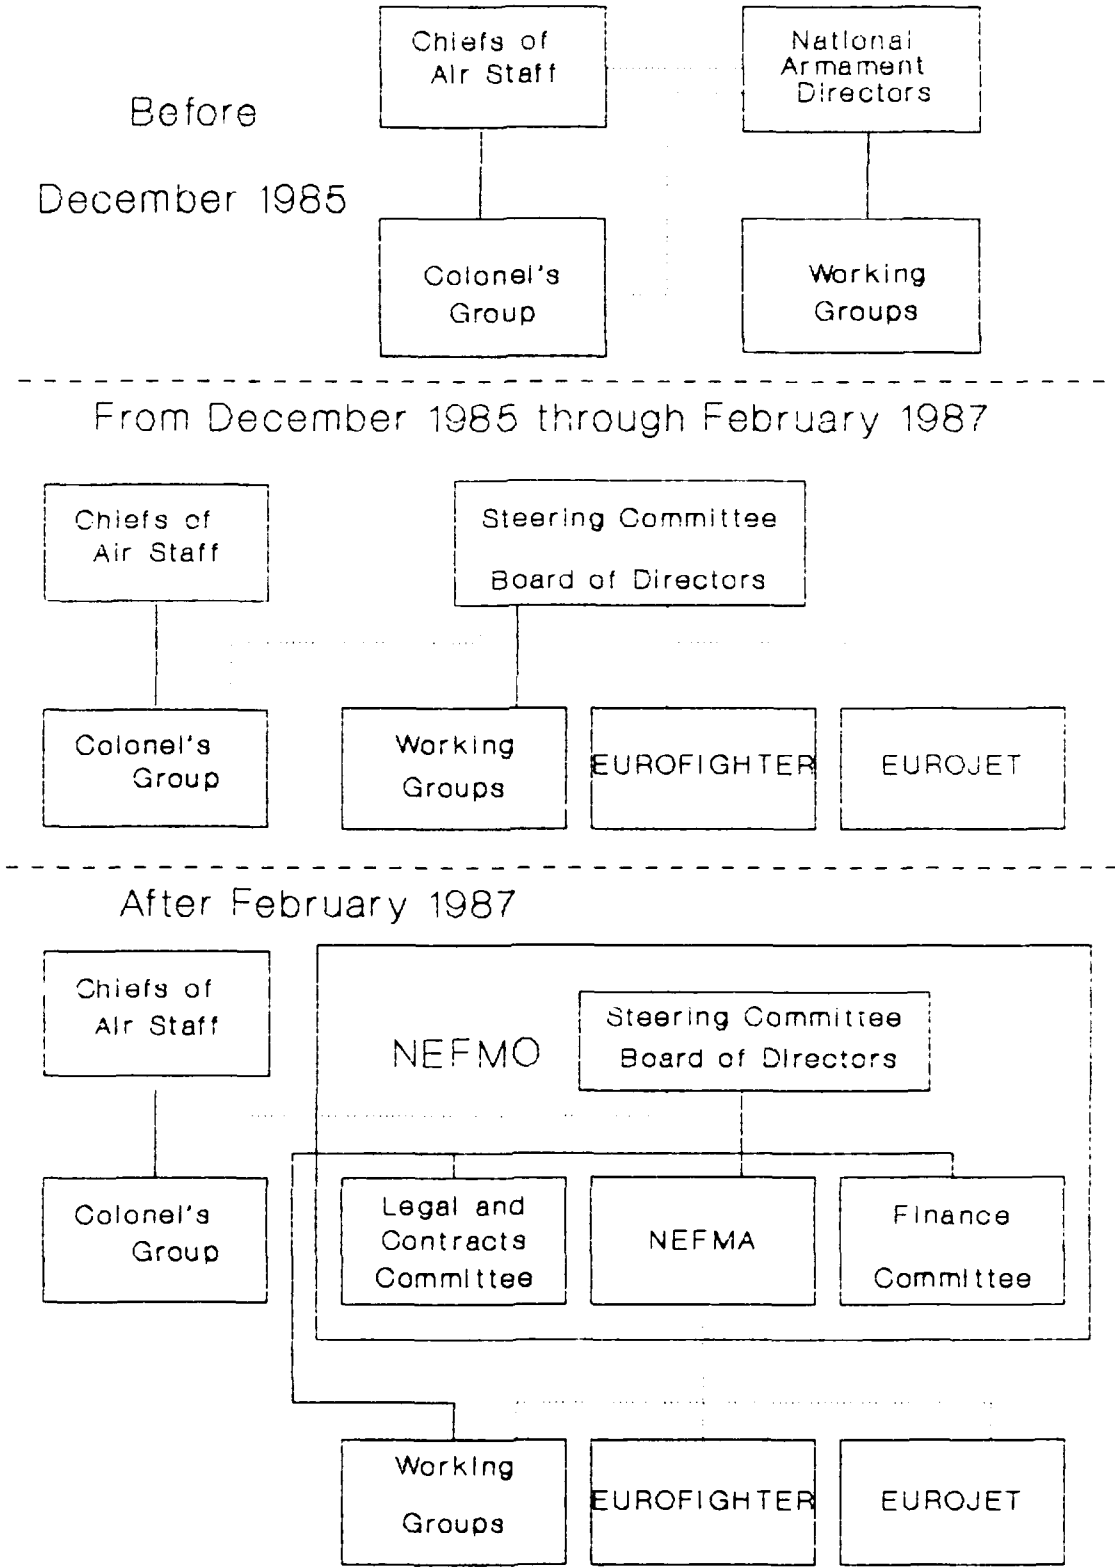 Chiefs of
Air Staff
National
Armament
Directors
Before
December 1985
Colonel's
Group
Working
Groups
From December 1985 through February 1987
Chiefs of
Air Staff
Steering Committee
Board of Directors
Colonel's
Group
Working
Groups
EUROFIGHTER
EUROJET
After February 1987
Chiefs of
Air Staff
NEFMO
Steering Committee
Board of Directors
Colonel's
Group
Legal and
Contracts
Committee
NEFMA
Finance
Committee
Working
Groups
EUROFIGHTER
EUROJET